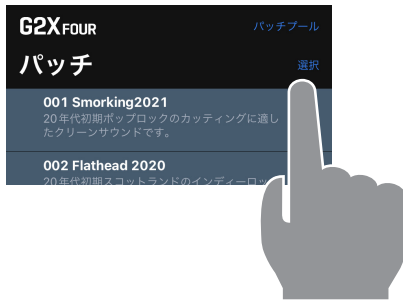 G2X FOUR
パッチプール
パッチ
選択
001 Smorking2021
20年代初期ポップロックのカッティングに適し
たクリーンサウンドです。
002 Flathead 2020
20年代初期スコットランドのインディーロッ